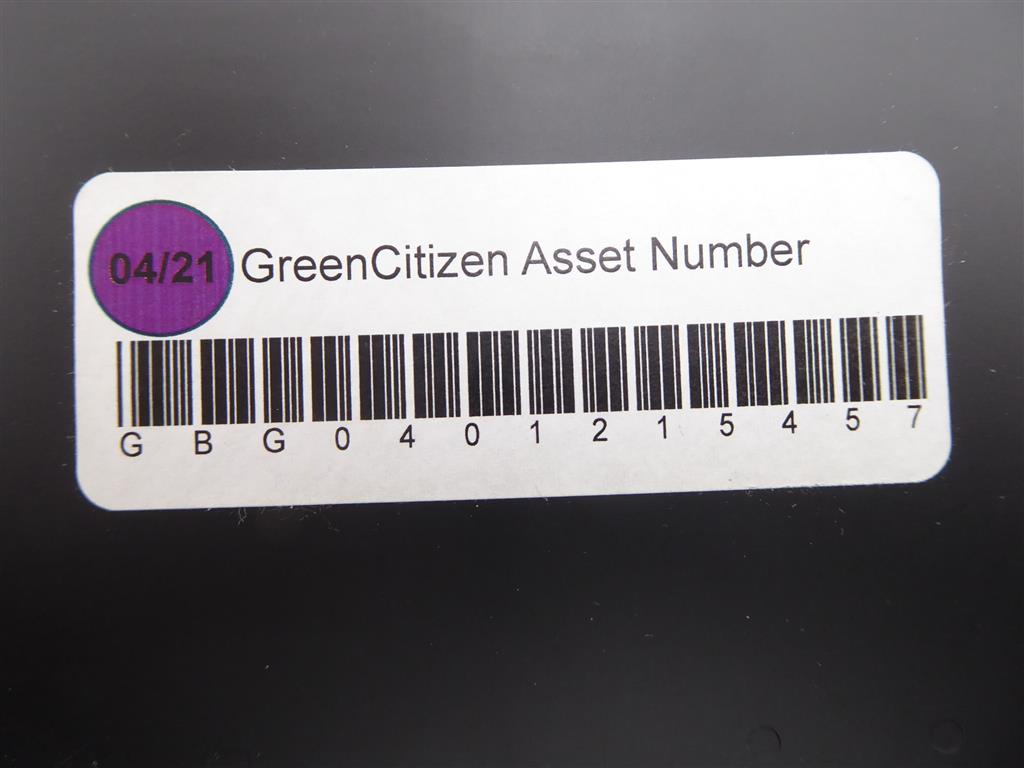 04/21 GreenCitizen Asset Number
G B G 0 4 0 1 2 1 5 4 5 7